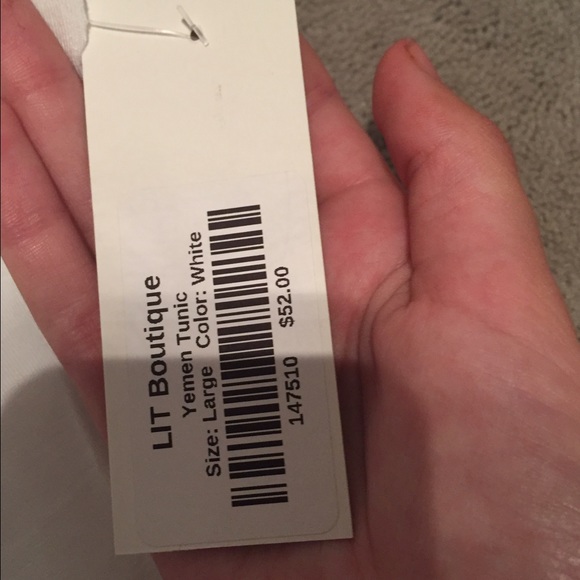 LIT Boutique
Yemen Tunic
Size: Large Color: White
147510 $52.00